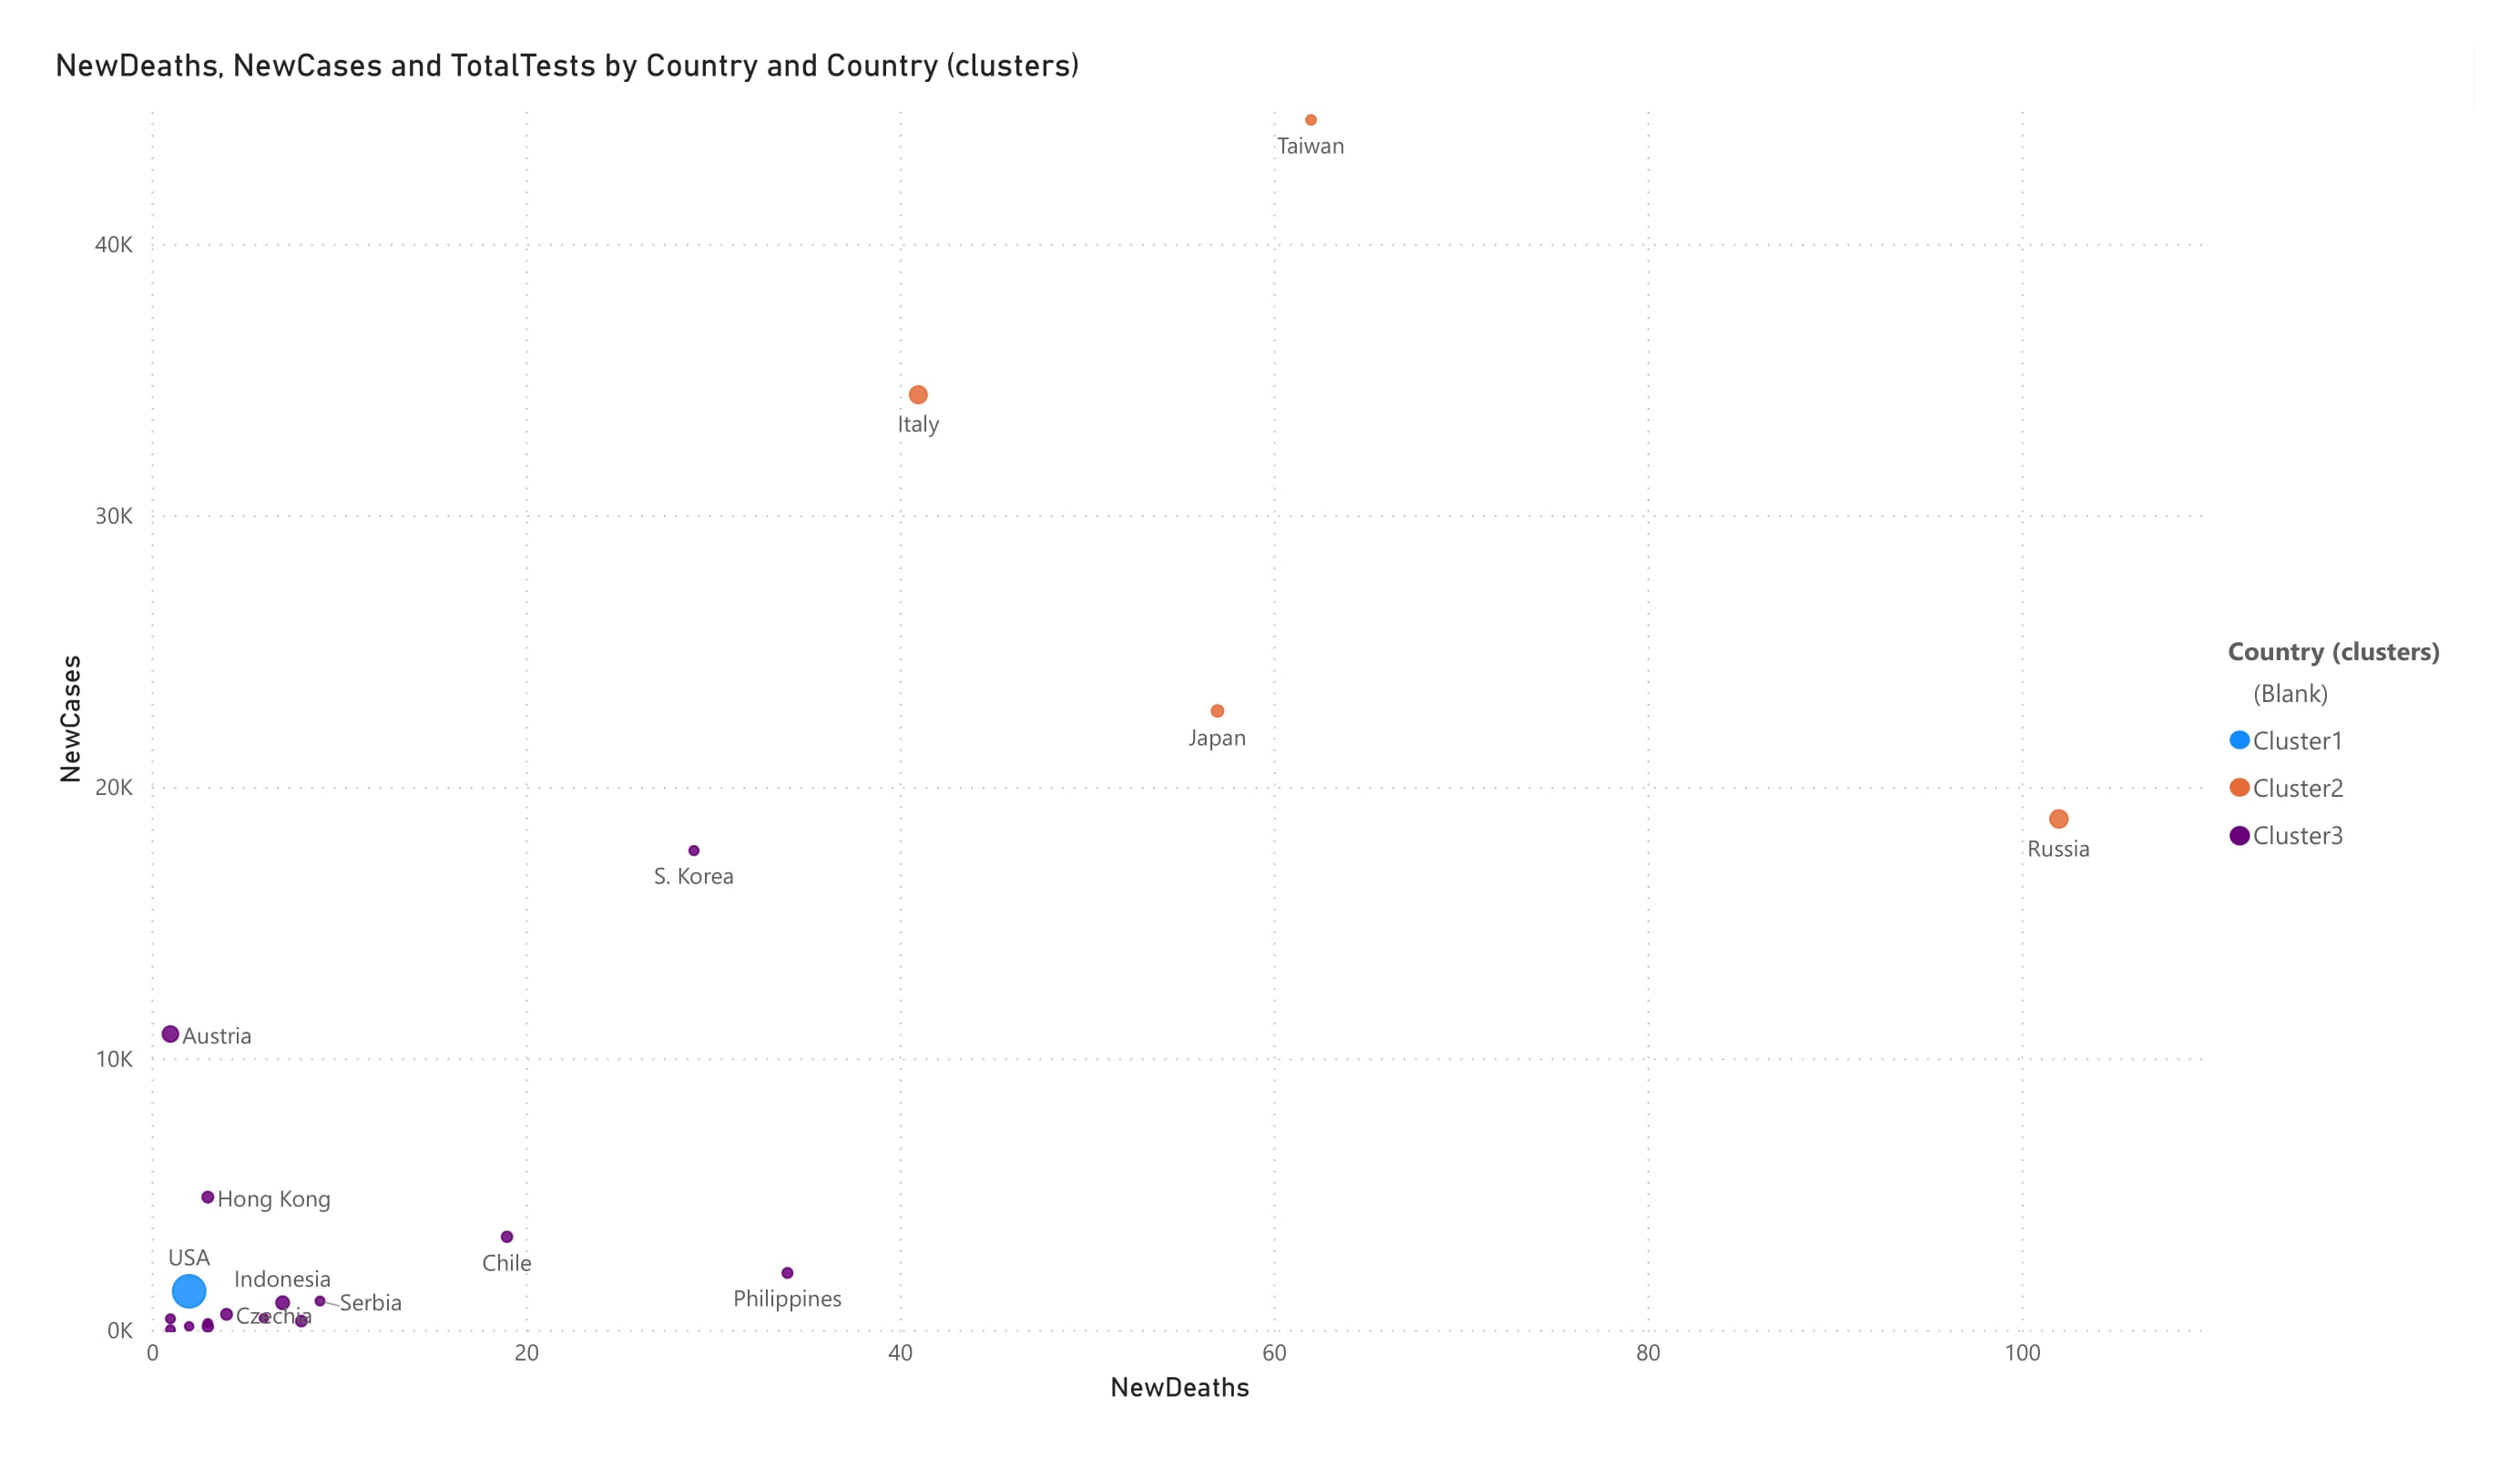 NewDeaths, NewCases and TotalTests by Country and Country (clusters)
Taiwan
40K
Italy
30K
NewCases
Country (clusters)
(Blank)
Cluster1
Cluster2
Cluster3
Japan
20K
Russia
S. Korea
Austria
10K
Hong Kong
USA
Chile
Indonesia
Philippines
Serbia
Czechia
0K
0 20 40 60 80 100
NewDeaths